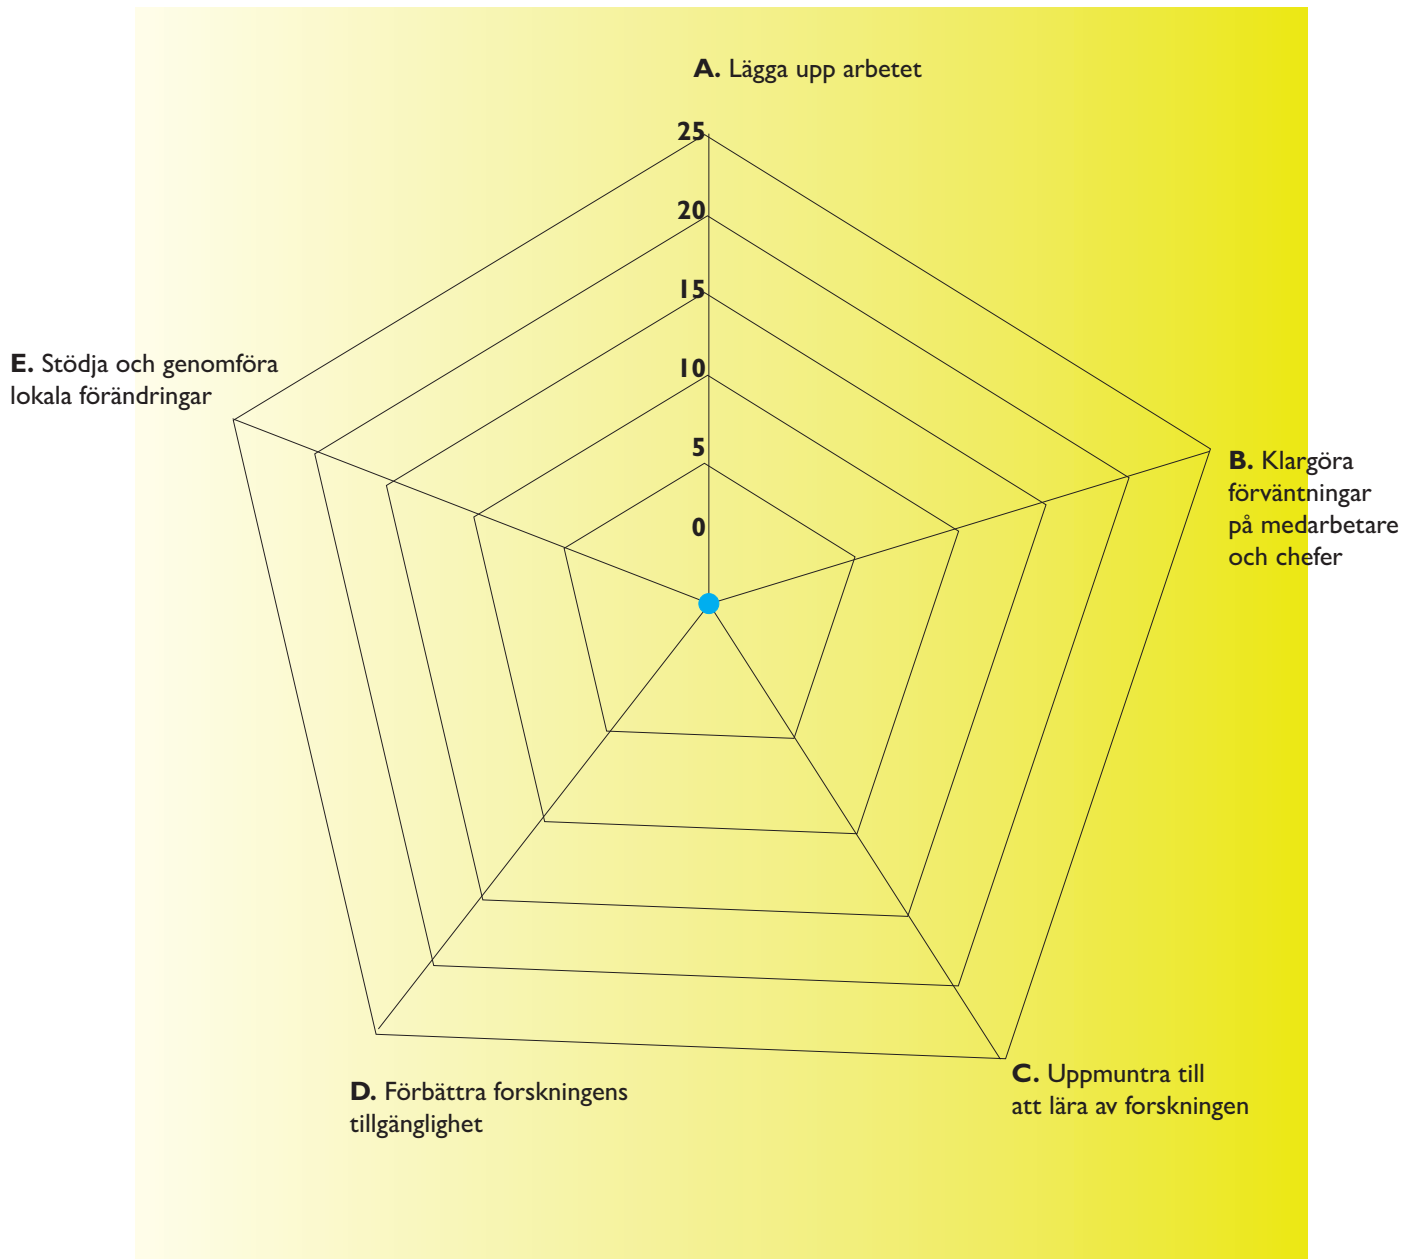 A. Lägga upp arbetet
25
20
15
10
5
0
E. Stödja och genomföra
lokala förändringar
B. Klargöra
förväntningar
på medarbetare
och chefer
C. Uppmuntra till
att lära av forskningen
D. Förbättra forskningens
tillgänglighet